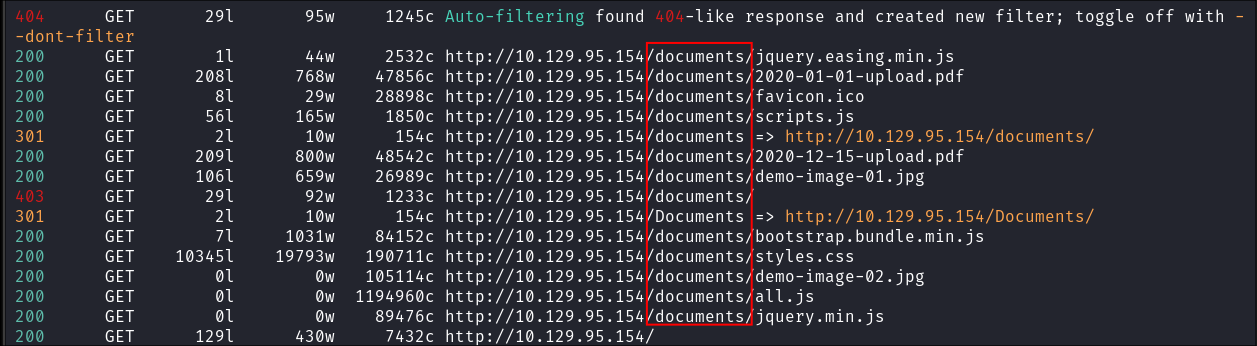 404 GET 29l 95w 1245c Auto-filtering found 404-like response and created new filter; toggle off with -
-dont-filter
200 GET 1l 44w 2532c http://10.129.95.154/documents/jquery.easing.min.js
200 GET 208l 768w 47856c http://10.129.95.154/documents/2020-01-01-upload.pdf
200 GET 8l 29w 28898c http://10.129.95.154/documents/favicon.ico
200 GET 56l 165w 1850c http://10.129.95.154/documents/scripts.js
301 GET 2l 10w 154c http://10.129.95.154/documents => http://10.129.95.154/documents/
200 GET 209l 800w 48542c http://10.129.95.154/documents/2020-12-15-upload.pdf
200 GET 106l 659w 26989c http://10.129.95.154/documents/demo-image-01.jpg
403 GET 29l 92w 1233c http://10.129.95.154/documents/
301 GET 2l 10w 154c http://10.129.95.154/Documents => http://10.129.95.154/Documents/
200 GET 7l 1031w 84152c http://10.129.95.154/documents/bootstrap.bundle.min.js
200 GET 10345l 19793w 190711c http://10.129.95.154/documents/styles.css
200 GET 0l 0w 105114c http://10.129.95.154/documents/demo-image-02.jpg
200 GET 0l 0w 1194960c http://10.129.95.154/documents/all.js
200 GET 0l 0w 89476c http://10.129.95.154/documents/jquery.min.js
200 GET 129l 430w 7432c http://10.129.95.154/